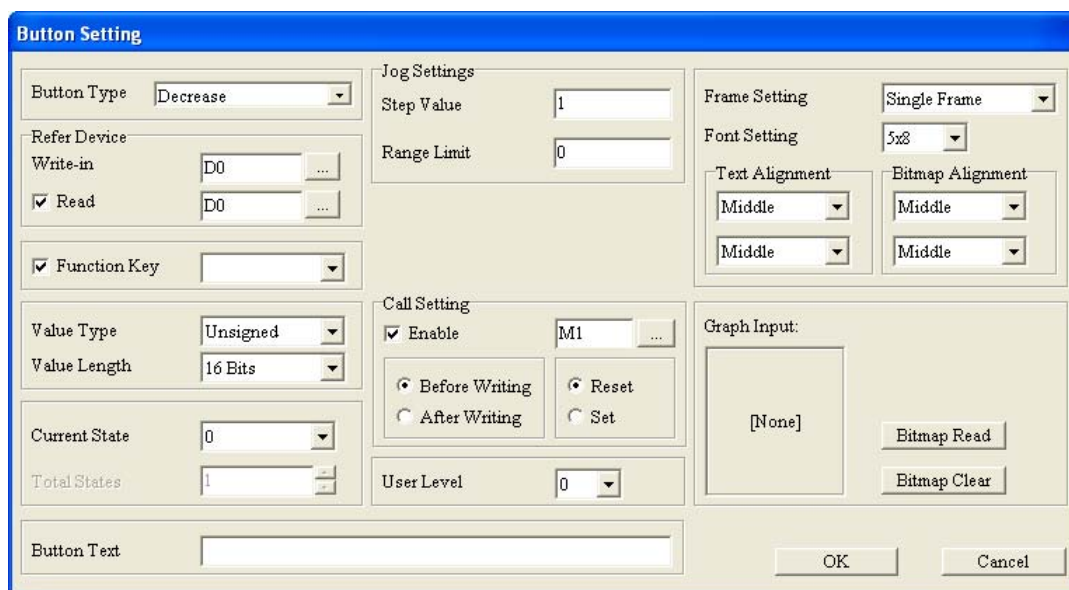 Button Setting
Button Type Decrease
Refer Device
Write-in D0 ...
Read D0 ...
Function Key
Value Type Unsigned
Value Length 16 Bits
Current State 0
Total States 1
Button Text
Jog Settings
Step Value 1
Range Limit 0
Call Setting
Enable M1 ...
Before Writing Reset
After Writing Set
User Level 0
Frame Setting Single Frame
Font Setting 5x8
Text Alignment Bitmap Alignment
Middle Middle
Middle Middle
Graph Input:
[None]
Bitmap Read
Bitmap Clear
OK Cancel